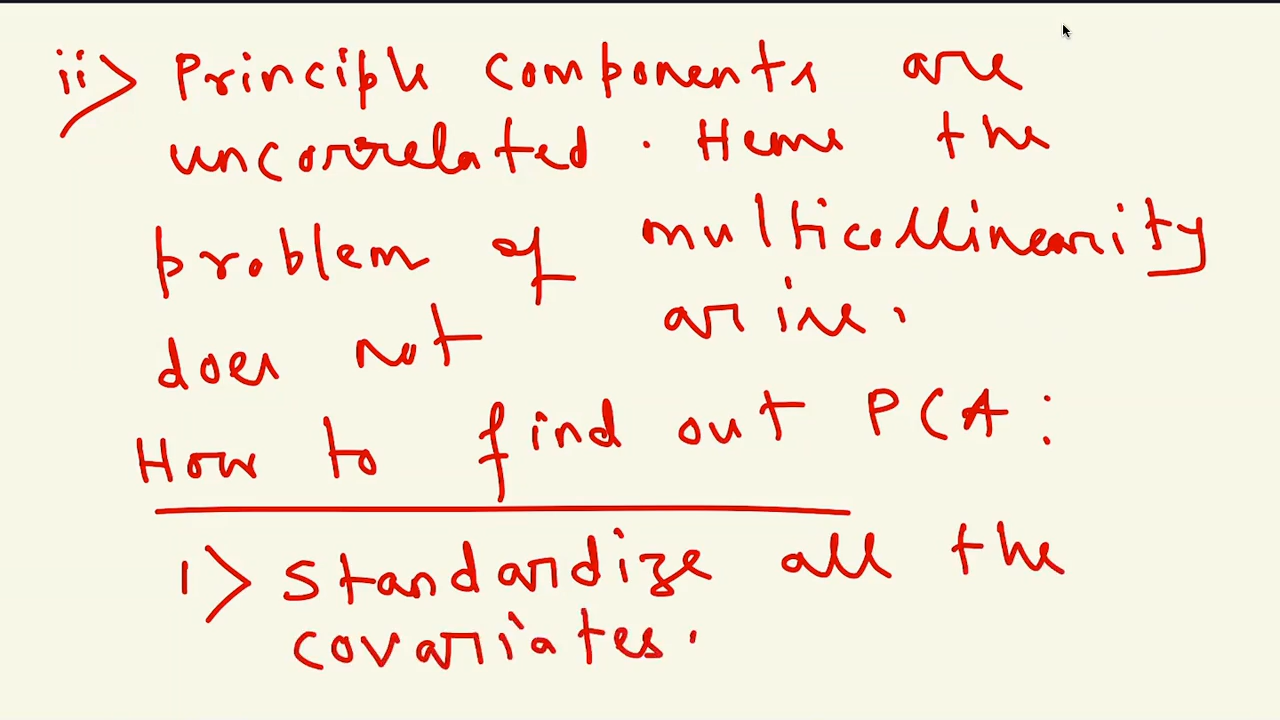 ii> Principle components are
uncorrelated. Hence the
problem of multicollinearity
does not arise.
How to find out PCA:
1> Standardize all the
covariates.